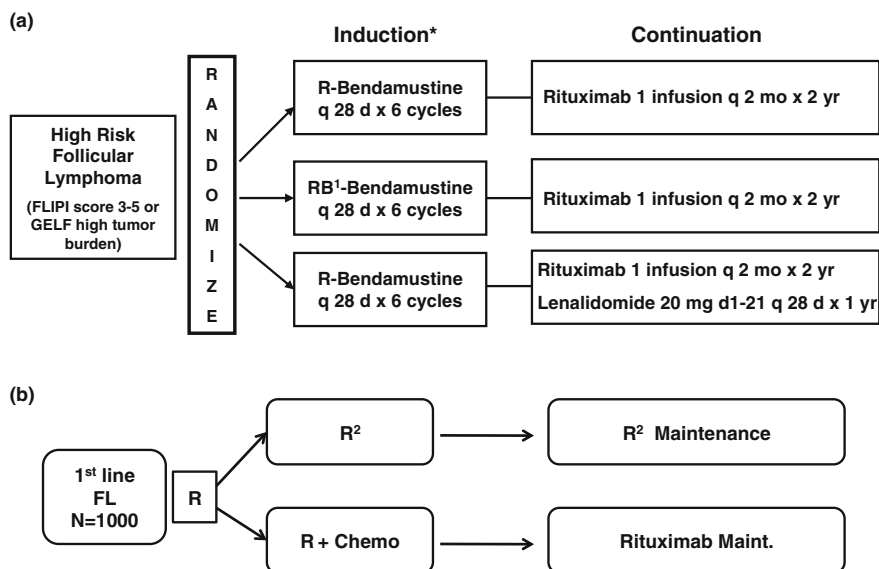 (a)
Induction*
Continuation
High Risk
Follicular
Lymphoma
(FLIPI score 3-5 or
GELF high tumor
burden)
R
A
N
D
O
M
I
Z
E
R-Bendamustine
q 28 d x 6 cycles
Rituximab 1 infusion q 2 mo x 2 yr
RB¹-Bendamustine
q 28 d x 6 cycles
Rituximab 1 infusion q 2 mo x 2 yr
R-Bendamustine
q 28 d x 6 cycles
Rituximab 1 infusion q 2 mo x 2 yr
Lenalidomide 20 mg d1-21 q 28 d x 1 yr
(b)
1st line
FL
N=1000
R
R²
R² Maintenance
R + Chemo
Rituximab Maint.